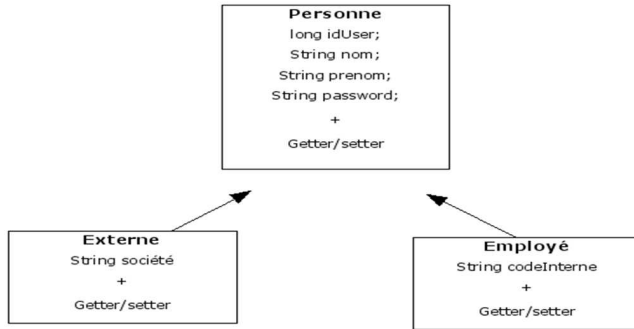 Personne
long idUser;
String nom;
String prenom;
String password;
+
Getter/setter
Externe
String société
+
Getter/setter
Employé
String codeInterne
+
Getter/setter